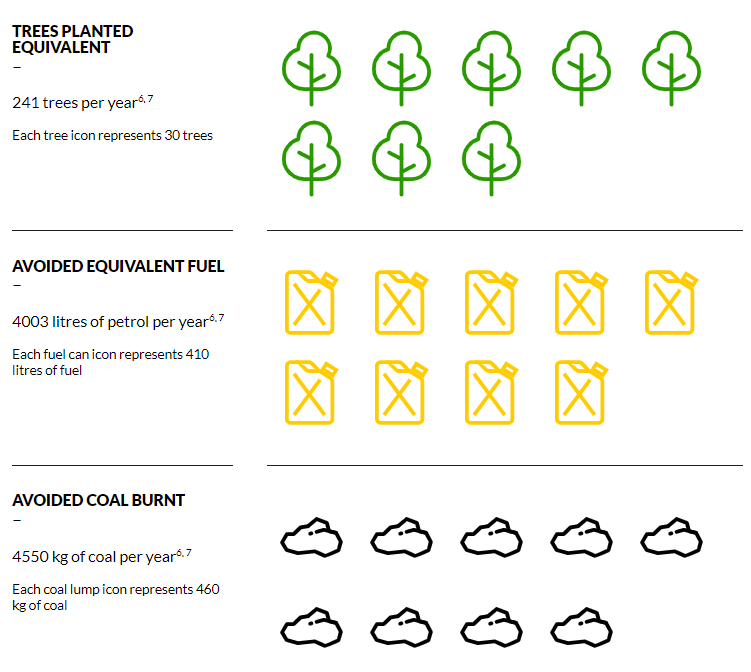 TREES PLANTED
EQUIVALENT
–
241 trees per year⁶,⁷
Each tree icon represents 30 trees
AVOIDED EQUIVALENT FUEL
–
4003 litres of petrol per year⁶,⁷
Each fuel can icon represents 410
litres of fuel
AVOIDED COAL BURNT
–
4550 kg of coal per year⁶,⁷
Each coal lump icon represents 460
kg of coal